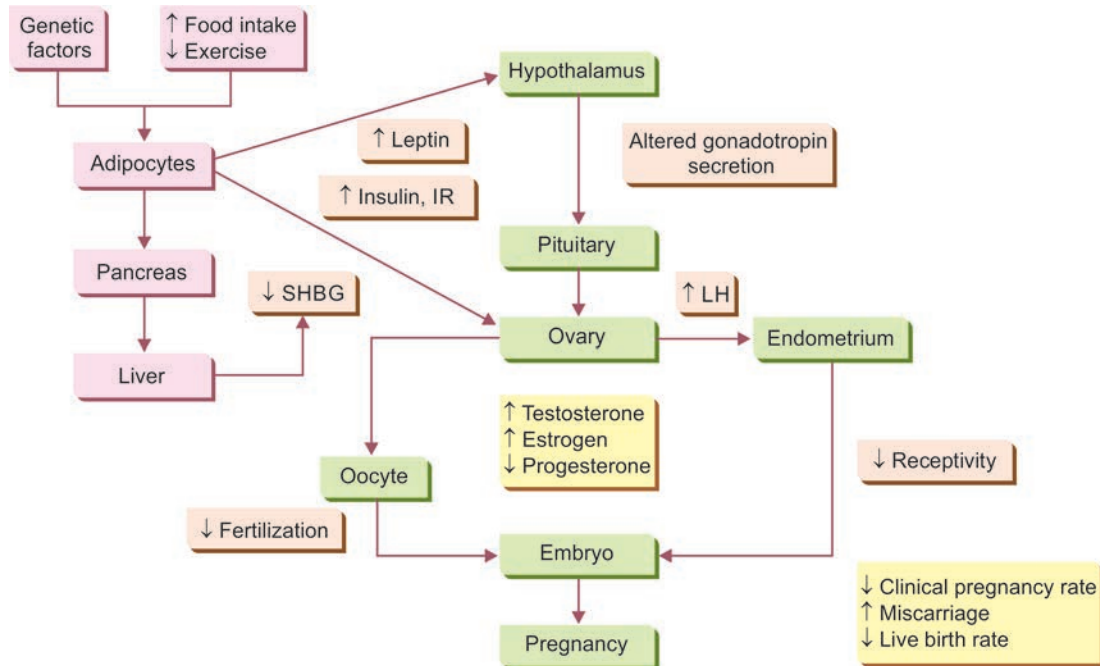 Genetic
factors
↑ Food intake
↓ Exercise
Hypothalamus
↑ Leptin
Altered gonadotropin
secretion
Adipocytes
↑ Insulin, IR
Pituitary
Pancreas
↓ SHBG
↑ LH
Ovary
Endometrium
Liver
↑ Testosterone
↑ Estrogen
↓ Progesterone
↓ Receptivity
Oocyte
↓ Fertilization
Embryo
↓ Clinical pregnancy rate
↑ Miscarriage
↓ Live birth rate
Pregnancy